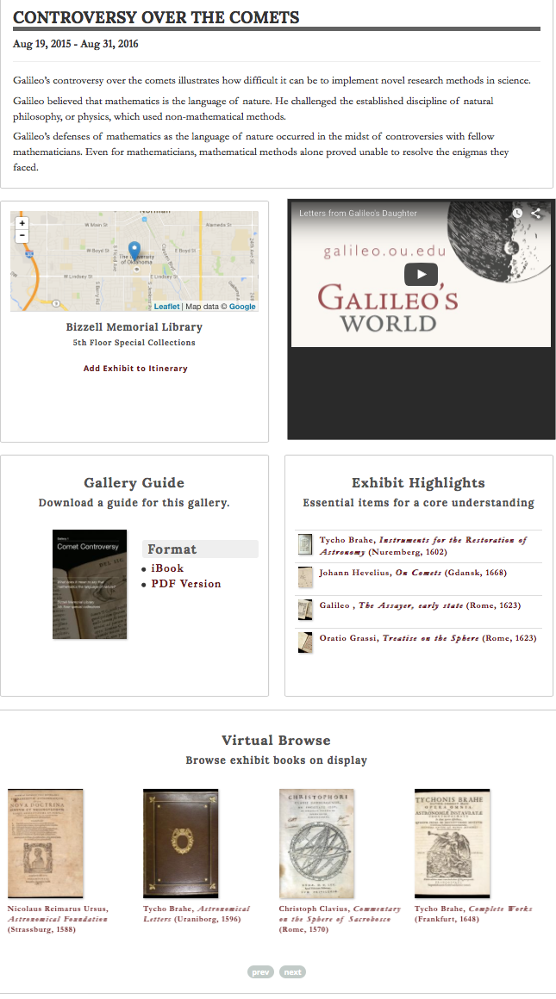 CONTROVERSY OVER THE COMETS
Aug 19, 2015 - Aug 31, 2016
Galileo's controversy over the comets illustrates how difficult it can be to implement novel research methods in science.
Galileo believed that mathematics is the language of nature. He challenged the established discipline of natural
philosophy, or physics, which used non-mathematical methods.
Galileo's defenses of mathematics as the language of nature occurred in the midst of controversies with fellow
mathematicians. Even for mathematicians, mathematical methods alone proved unable to resolve the enigmas they
faced.
+
−
Norman
W Main St
Alameda St
W Boyd St
E Boyd St
The University
of Oklahoma
W Lindsey St
E Lindsey St
S Berry Rd
Leaflet | Map data © Google
Bizzell Memorial Library
5th Floor Special Collections
Add Exhibit to Itinerary
Letters from Galileo's Daughter
galileo.ou.edu
GALILEO'S
WORLD
Gallery Guide
Download a guide for this gallery.
Gallery 1
Comet Controversy
Format
iBook
PDF Version
Exhibit Highlights
Essential items for a core understanding
Tycho Brahe, Instruments for the Restoration of
Astronomy (Nuremberg, 1602)
Johann Hevelius, On Comets (Gdansk, 1668)
Galileo , The Assayer, early state (Rome, 1623)
Oratio Grassi, Treatise on the Sphere (Rome, 1623)
Virtual Browse
Browse exhibit books on display
NOVA DOCTRINA
CHRISTOPHORI
TYCHONIS BRAHE
OPERA OMNIA,
ASTRONOMIÆ INSTAURATÆ
Nicolaus Reimarus Ursus,
Astronomical Foundation
(Strassburg, 1588)
Tycho Brahe, Astronomical
Letters (Uraniborg, 1596)
Christoph Clavius, Commentary
on the Sphere of Sacrobosco
(Rome, 1570)
Tycho Brahe, Complete Works
(Frankfurt, 1648)
prev next